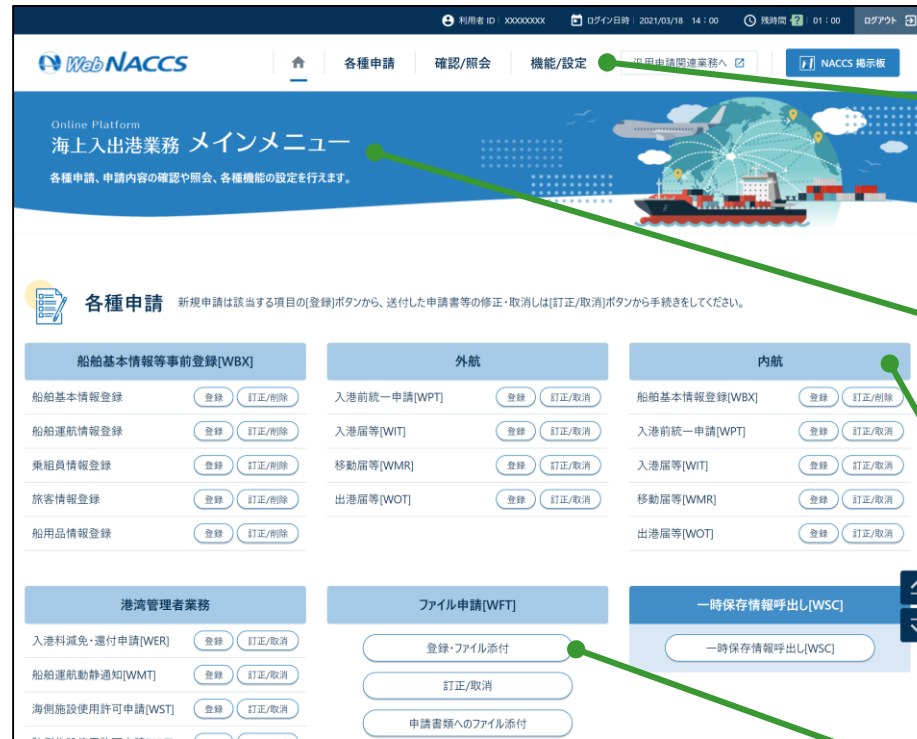 利用者 ID XXXXXXXX ログイン日時 2021/03/18 14：00 残時間 ? 01：00 ログアウト
Web NACCS 各種申請 確認/照会 機能/設定 汎用申請関連業務へ NACCS 掲示板
Online Platform
海上入出港業務 メインメニュー
各種申請、申請内容の確認や照会、各種機能の設定を行えます。
各種申請 新規申請は該当する項目の[登録]ボタンから、送付した申請書等の修正・取消しは[訂正/取消]ボタンから手続きをしてください。
船舶基本情報等事前登録[WBX]
船舶基本情報登録 登録 訂正/削除
船舶運航情報登録 登録 訂正/削除
乗組員情報登録 登録 訂正/削除
旅客情報登録 登録 訂正/削除
船用品情報登録 登録 訂正/削除
外航
入港前統一申請[WPT] 登録 訂正/取消
入港届等[WIT] 登録 訂正/取消
移動届等[WMR] 登録 訂正/取消
出港届等[WOT] 登録 訂正/取消
内航
船舶基本情報登録[WBX] 登録 訂正/削除
入港前統一申請[WPT] 登録 訂正/取消
入港届等[WIT] 登録 訂正/取消
移動届等[WMR] 登録 訂正/取消
出港届等[WOT] 登録 訂正/取消
港湾管理者業務
入港料減免・還付申請[WER] 登録 訂正/取消
船舶運航動静通知[WMT] 登録 訂正/取消
海側施設使用許可申請[WST] 登録 訂正/取消
ファイル申請[WFT]
登録・ファイル添付
訂正/取消
申請書類へのファイル添付
一時保存情報呼出し[WSC]
一時保存情報呼出し[WSC]